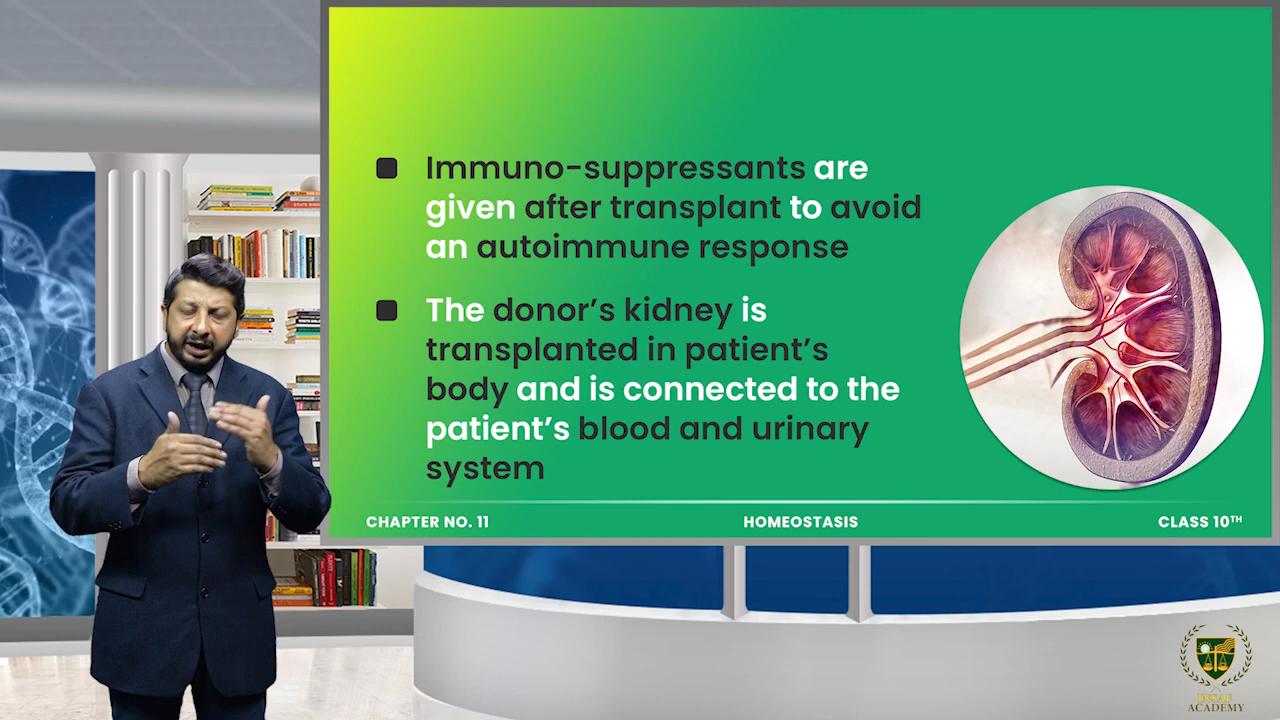 Immuno-suppressants are
given after transplant to avoid
an autoimmune response
The donor's kidney is
transplanted in patient's
body and is connected to the
patient's blood and urinary
system
CHAPTER NO. 11
HOMEOSTASIS
CLASS 10TH
ACADEMY